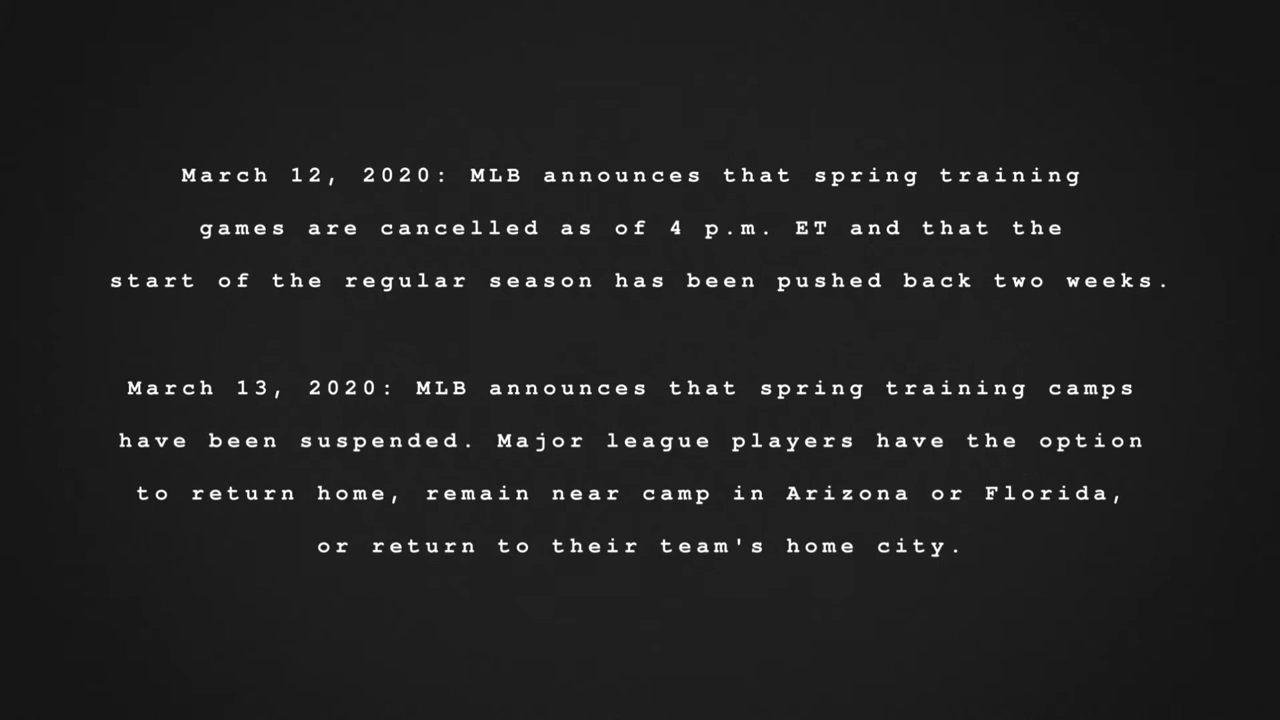 March 12, 2020: MLB announces that spring training
games are cancelled as of 4 p.m. ET and that the
start of the regular season has been pushed back two weeks.
March 13, 2020: MLB announces that spring training camps
have been suspended. Major league players have the option
to return home, remain near camp in Arizona or Florida,
or return to their team's home city.